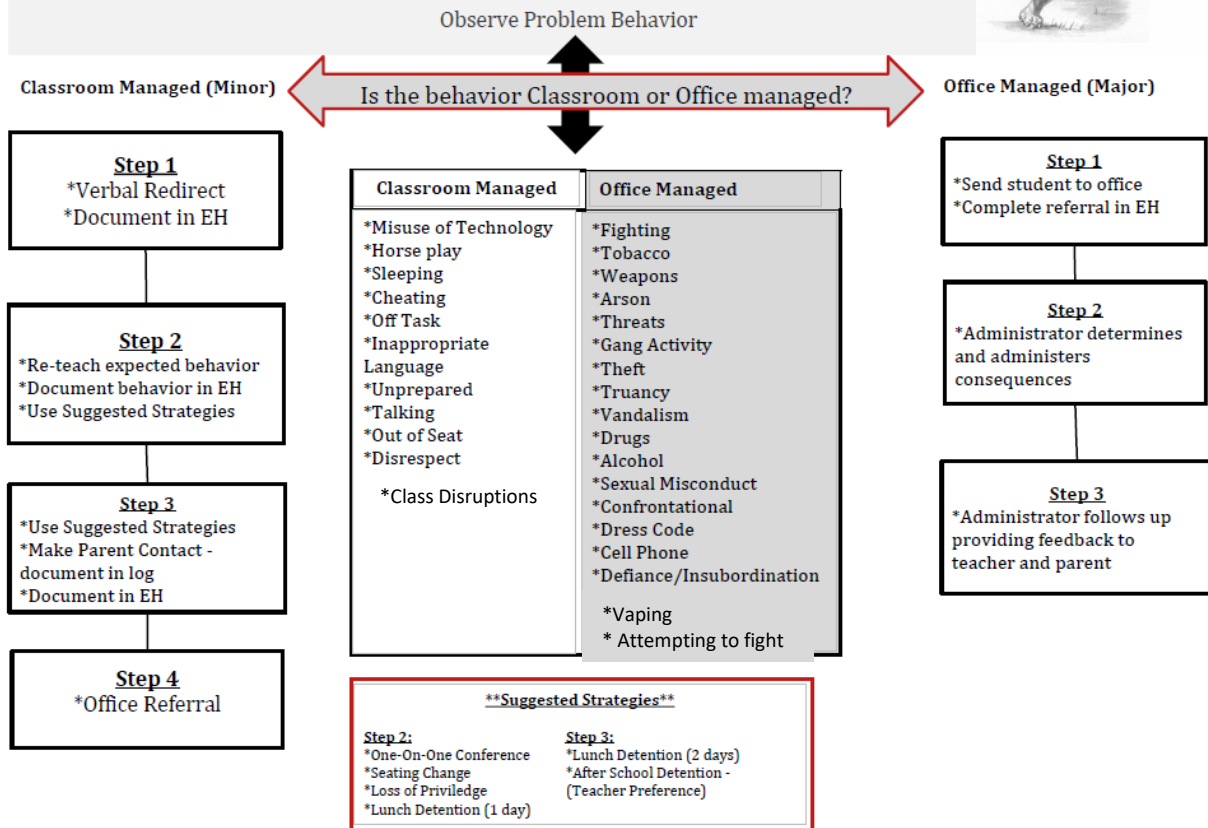 Observe Problem Behavior
Classroom Managed (Minor)
Is the behavior Classroom or Office managed?
Office Managed (Major)
Step 1
*Verbal Redirect
*Document in EH
Step 2
*Re-teach expected behavior
*Document behavior in EH
*Use Suggested Strategies
Step 3
*Use Suggested Strategies
*Make Parent Contact -
document in log
*Document in EH
Step 4
*Office Referral
Classroom Managed
*Misuse of Technology
*Horse play
*Sleeping
*Cheating
*Off Task
*Inappropriate
Language
*Unprepared
*Talking
*Out of Seat
*Disrespect
*Class Disruptions
Office Managed
*Fighting
*Tobacco
*Weapons
*Arson
*Threats
*Gang Activity
*Theft
*Truancy
*Vandalism
*Drugs
*Alcohol
*Sexual Misconduct
*Confrontational
*Dress Code
*Cell Phone
*Defiance/Insubordination
*Vaping
* Attempting to fight
Step 1
*Send student to office
*Complete referral in EH
Step 2
*Administrator determines
and administers
consequences
Step 3
*Administrator follows up
providing feedback to
teacher and parent
**Suggested Strategies**
Step 2:
*One-On-One Conference
*Seating Change
*Loss of Priviledge
*Lunch Detention (1 day)
Step 3:
*Lunch Detention (2 days)
*After School Detention -
(Teacher Preference)